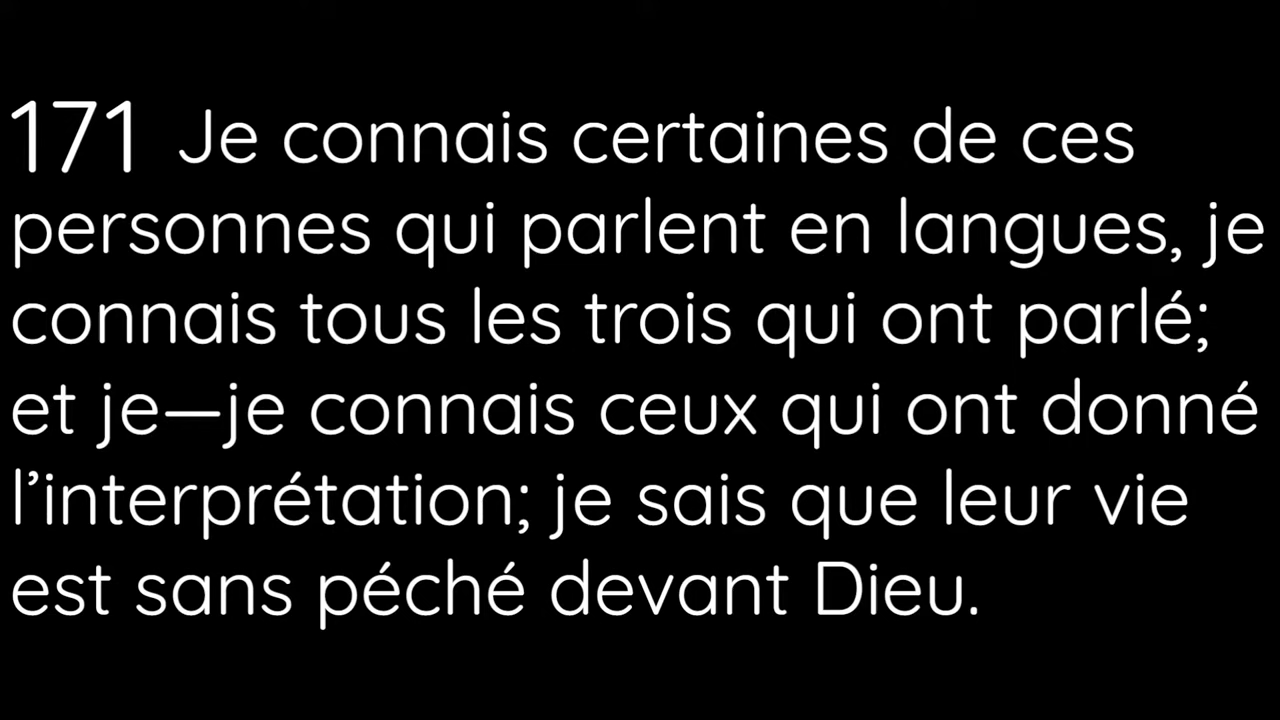 171 Je connais certaines de ces
personnes qui parlent en langues, je
connais tous les trois qui ont parlé;
et je—je connais ceux qui ont donné
l’interprétation; je sais que leur vie
est sans péché devant Dieu.